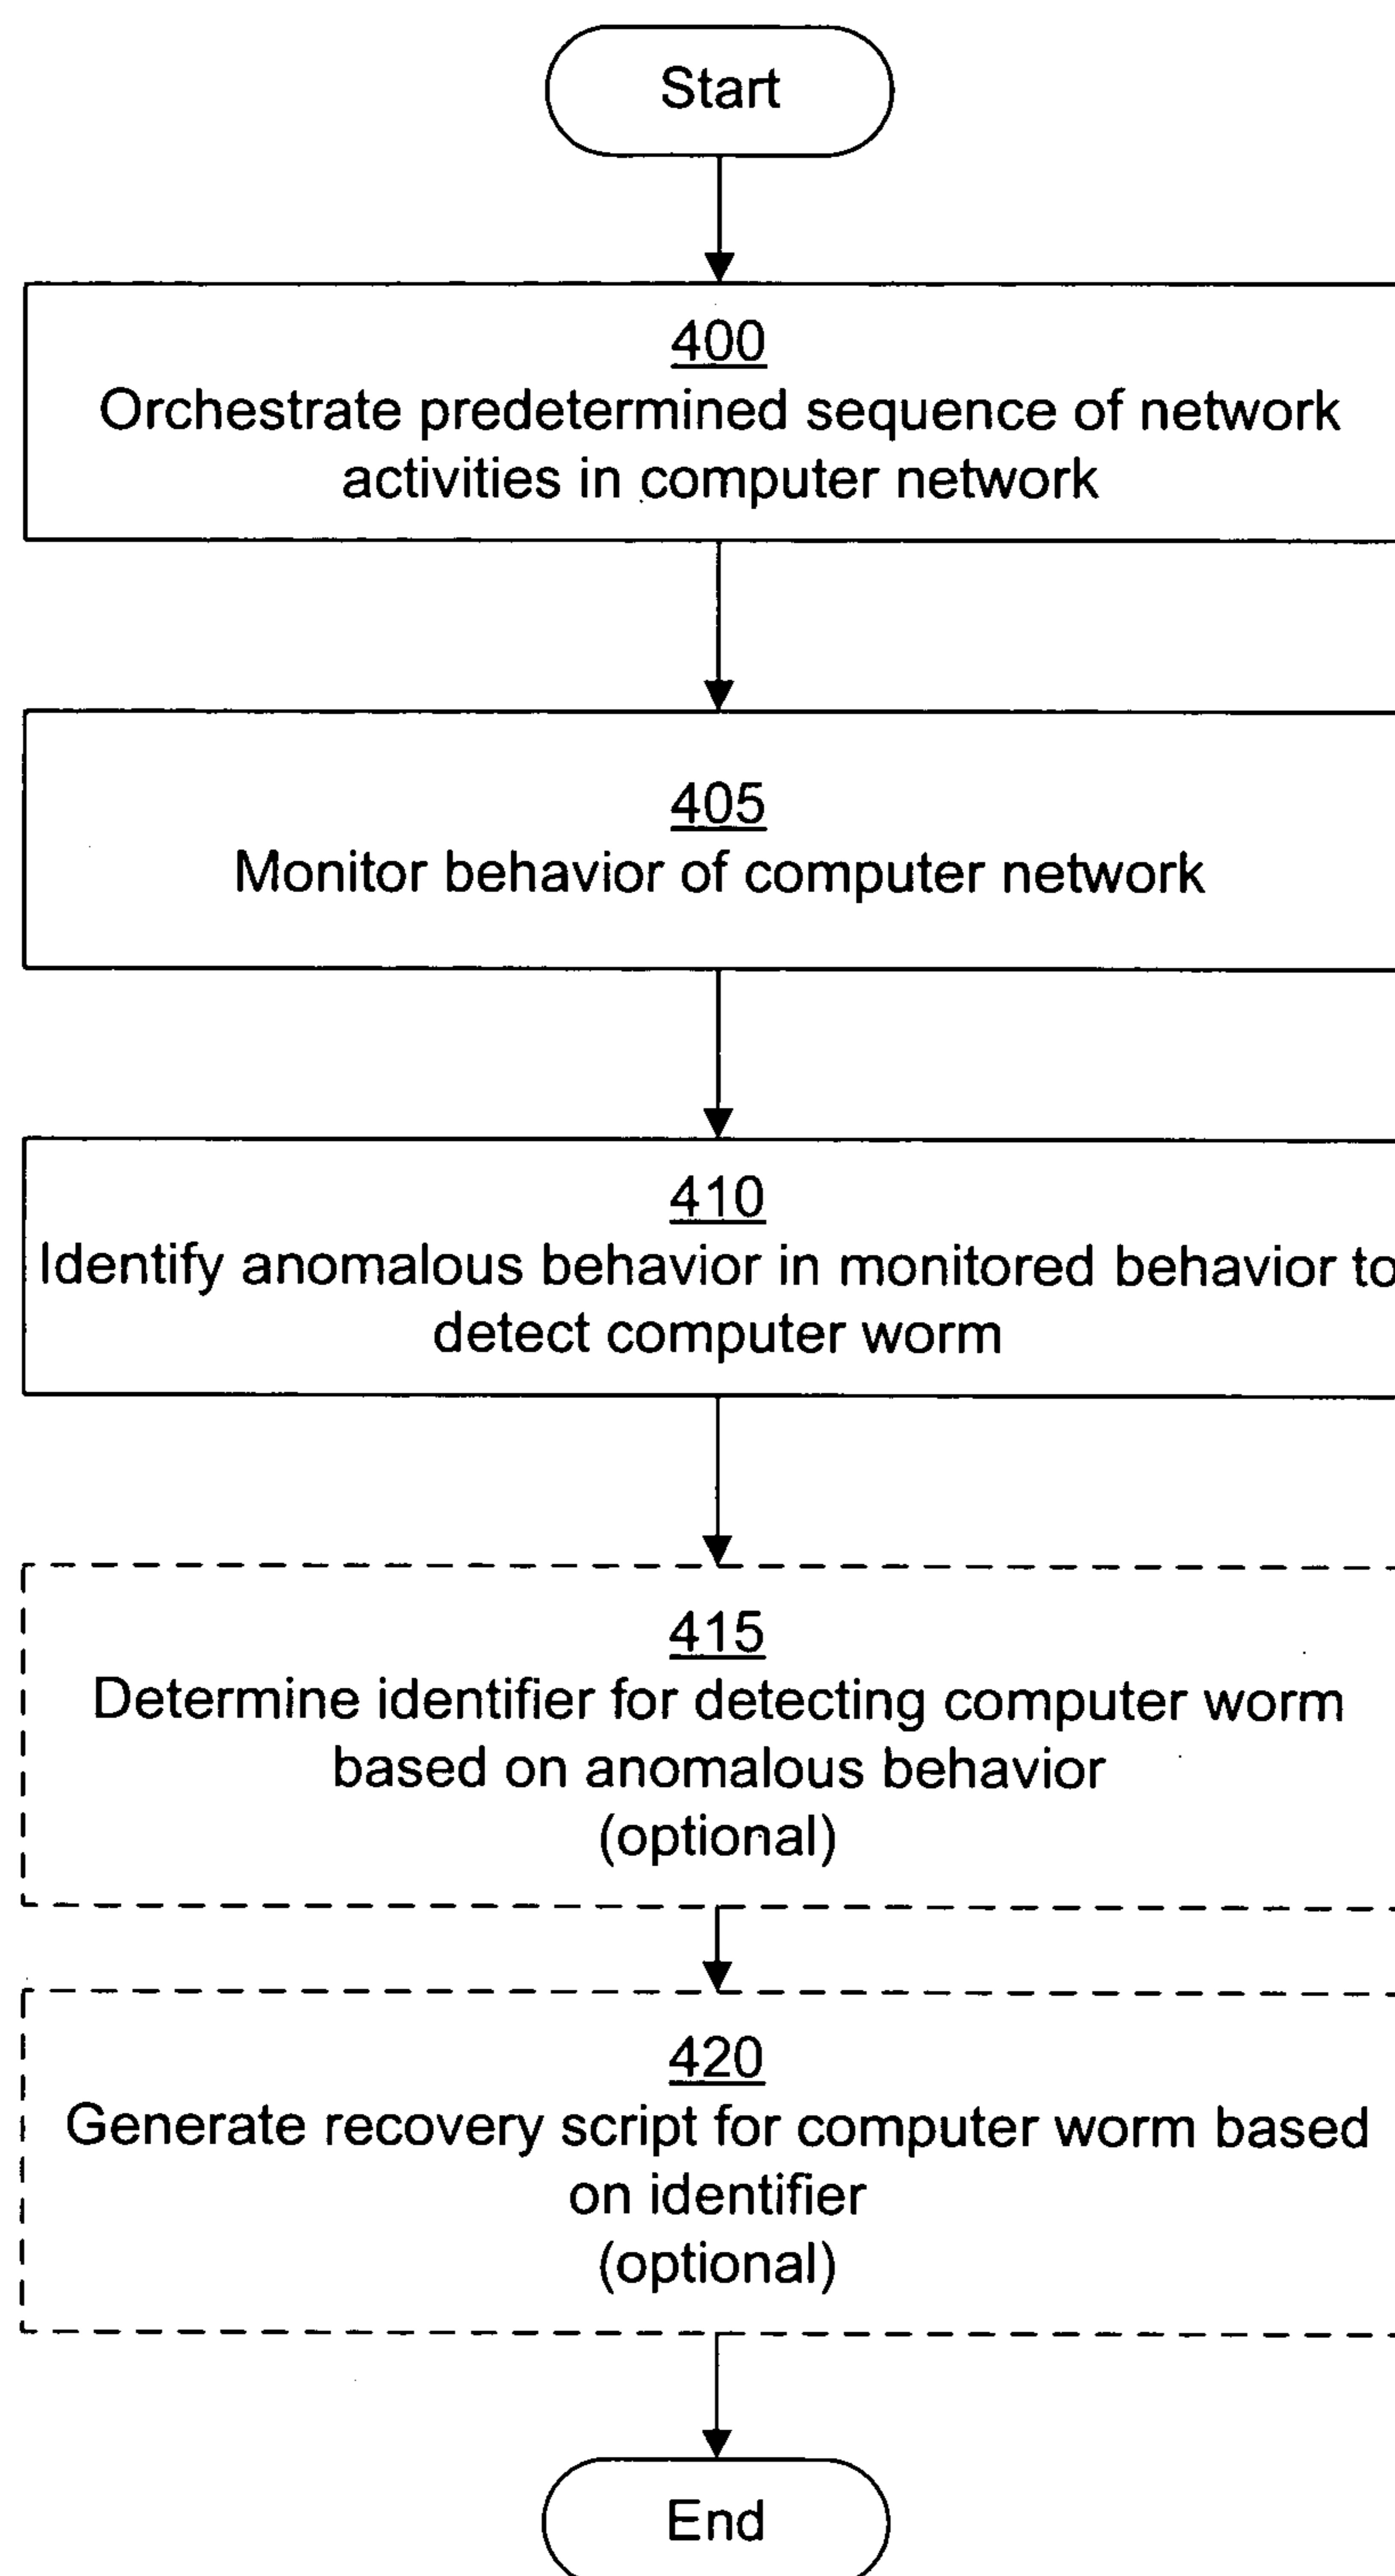 Start
400
Orchestrate predetermined sequence of network
activities in computer network
405
Monitor behavior of computer network
410
Identify anomalous behavior in monitored behavior to
detect computer worm
415
Determine identifier for detecting computer worm
based on anomalous behavior
(optional)
420
Generate recovery script for computer worm based
on identifier
(optional)
End